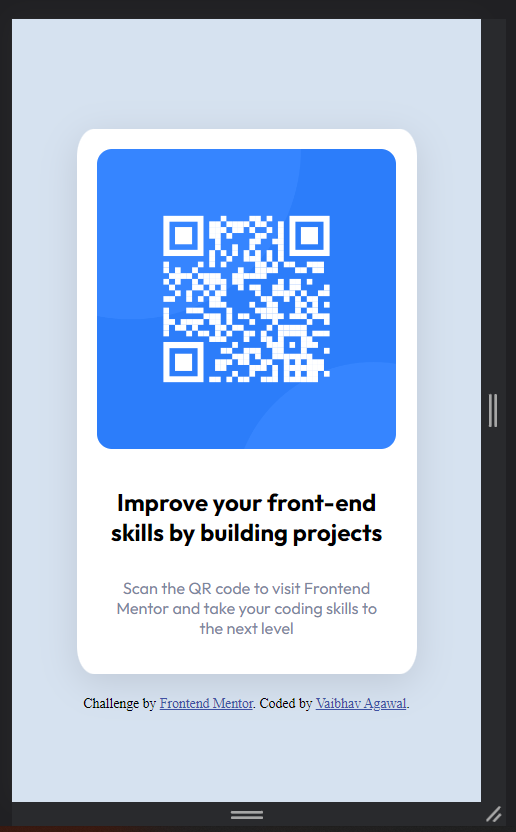 Improve your front-end
skills by building projects
Scan the QR code to visit Frontend
Mentor and take your coding skills to
the next level
Challenge by Frontend Mentor. Coded by Vaibhav Agawal.